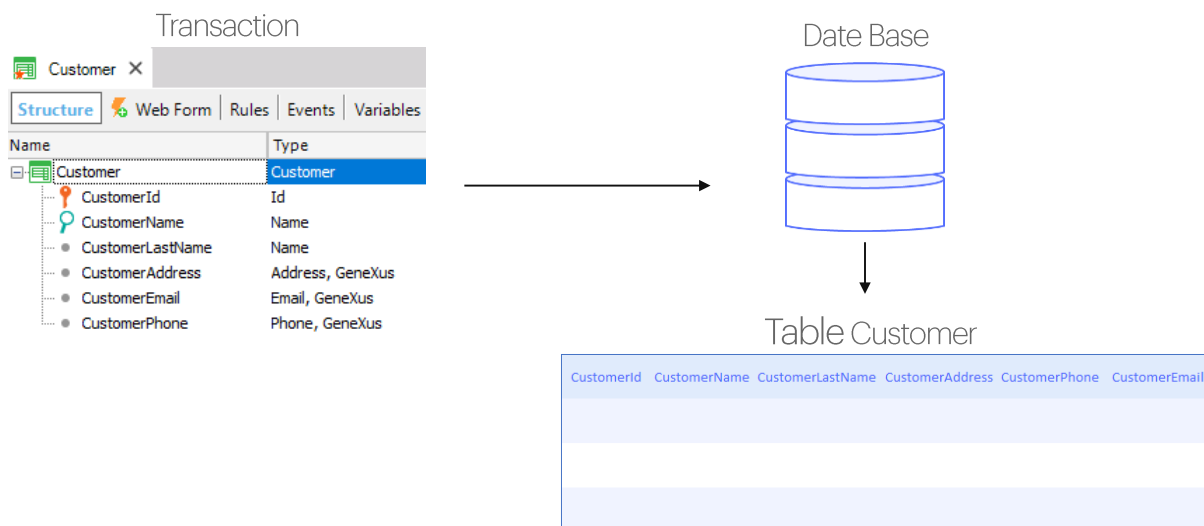 Transaction
Customer
Structure Web Form Rules Events Variables
Name Type
Customer Customer
CustomerId Id
CustomerName Name
CustomerLastName Name
CustomerAddress Address, GeneXus
CustomerEmail Email, GeneXus
CustomerPhone Phone, GeneXus
Date Base
Table Customer
CustomerId CustomerName CustomerLastName CustomerAddress CustomerPhone CustomerEmail